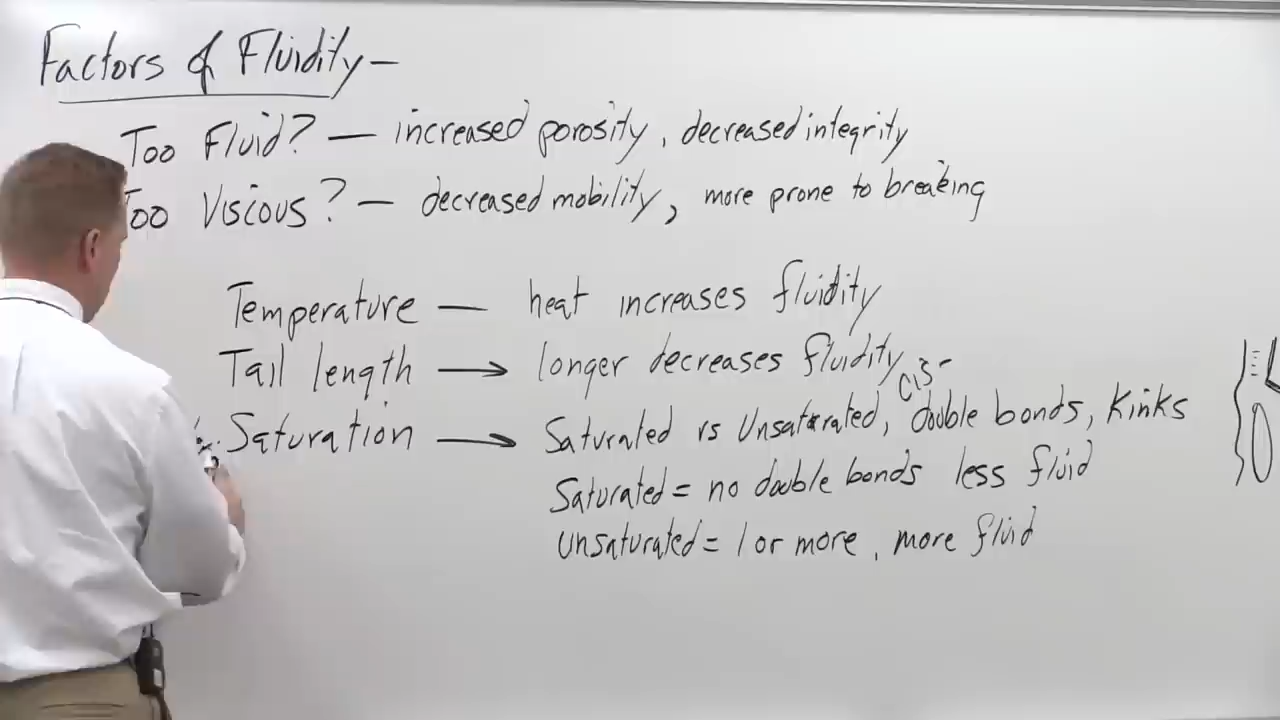 Factors of Fluidity-
Too Fluid? — increased porosity, decreased integrity
Too Viscous? — decreased mobility, more prone to breaking
Temperature — heat increases fluidity
Tail length → longer decreases fluidity
Saturation → Saturated vs Unsaturated, cis- double bonds, kinks
Saturated = no double bonds less fluid
Unsaturated = 1 or more, more fluid